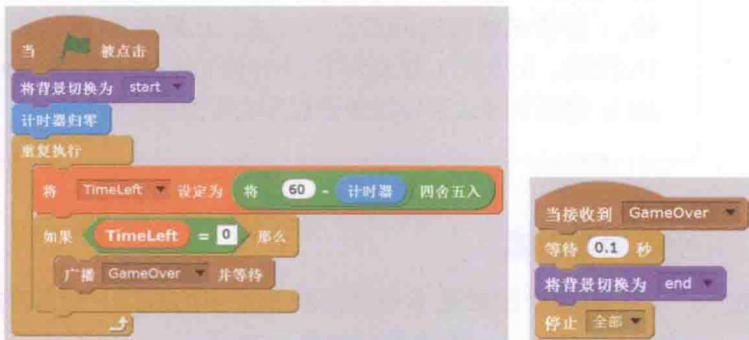 当 被点击
将背景切换为 start
计时器归零
重复执行
将 TimeLeft 设定为 将 60 - 计时器 四舍五入
如果 TimeLeft = 0 那么
广播 GameOver 并等待
当接收到 GameOver
等待 0.1 秒
将背景切换为 end
停止 全部